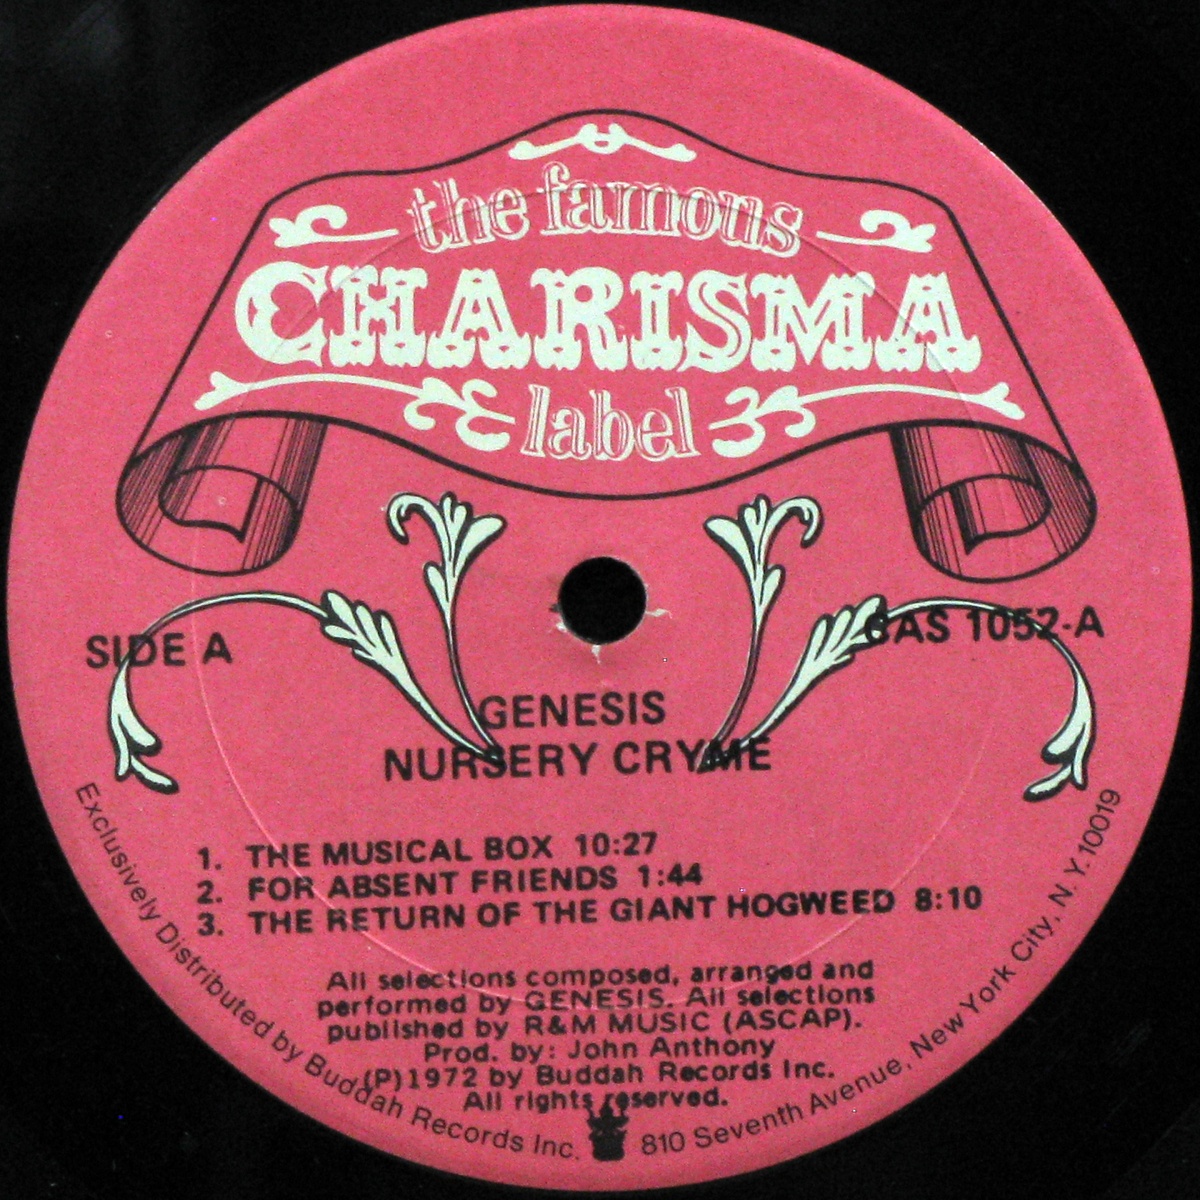 the famous
CHARISMA
label
SIDE A
CAS 1052-A
GENESIS
NURSERY CRYME
1. THE MUSICAL BOX 10:27
2. FOR ABSENT FRIENDS 1:44
3. THE RETURN OF THE GIANT HOGWEED 8:10
All selections composed, arranged and
performed by GENESIS. All selections
published by R&M MUSIC (ASCAP).
Prod. by: John Anthony
(P)1972 by Buddah Records Inc.
All rights reserved.
Exclusively Distributed by Buddah Records Inc. 810 Seventh Avenue, New York City, N.Y. 10019